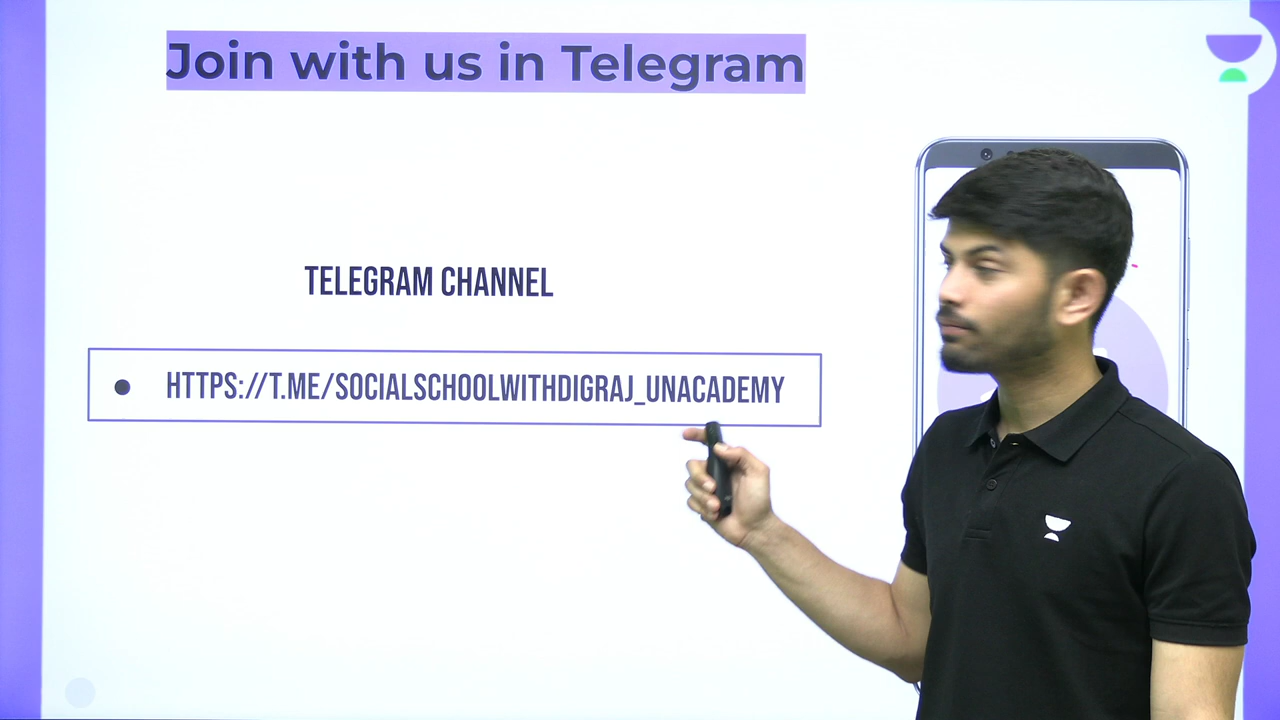 Join with us in Telegram
TELEGRAM CHANNEL
HTTPS://T.ME/SOCIALSCHOOLWITHDIGRAJ_UNACADEMY